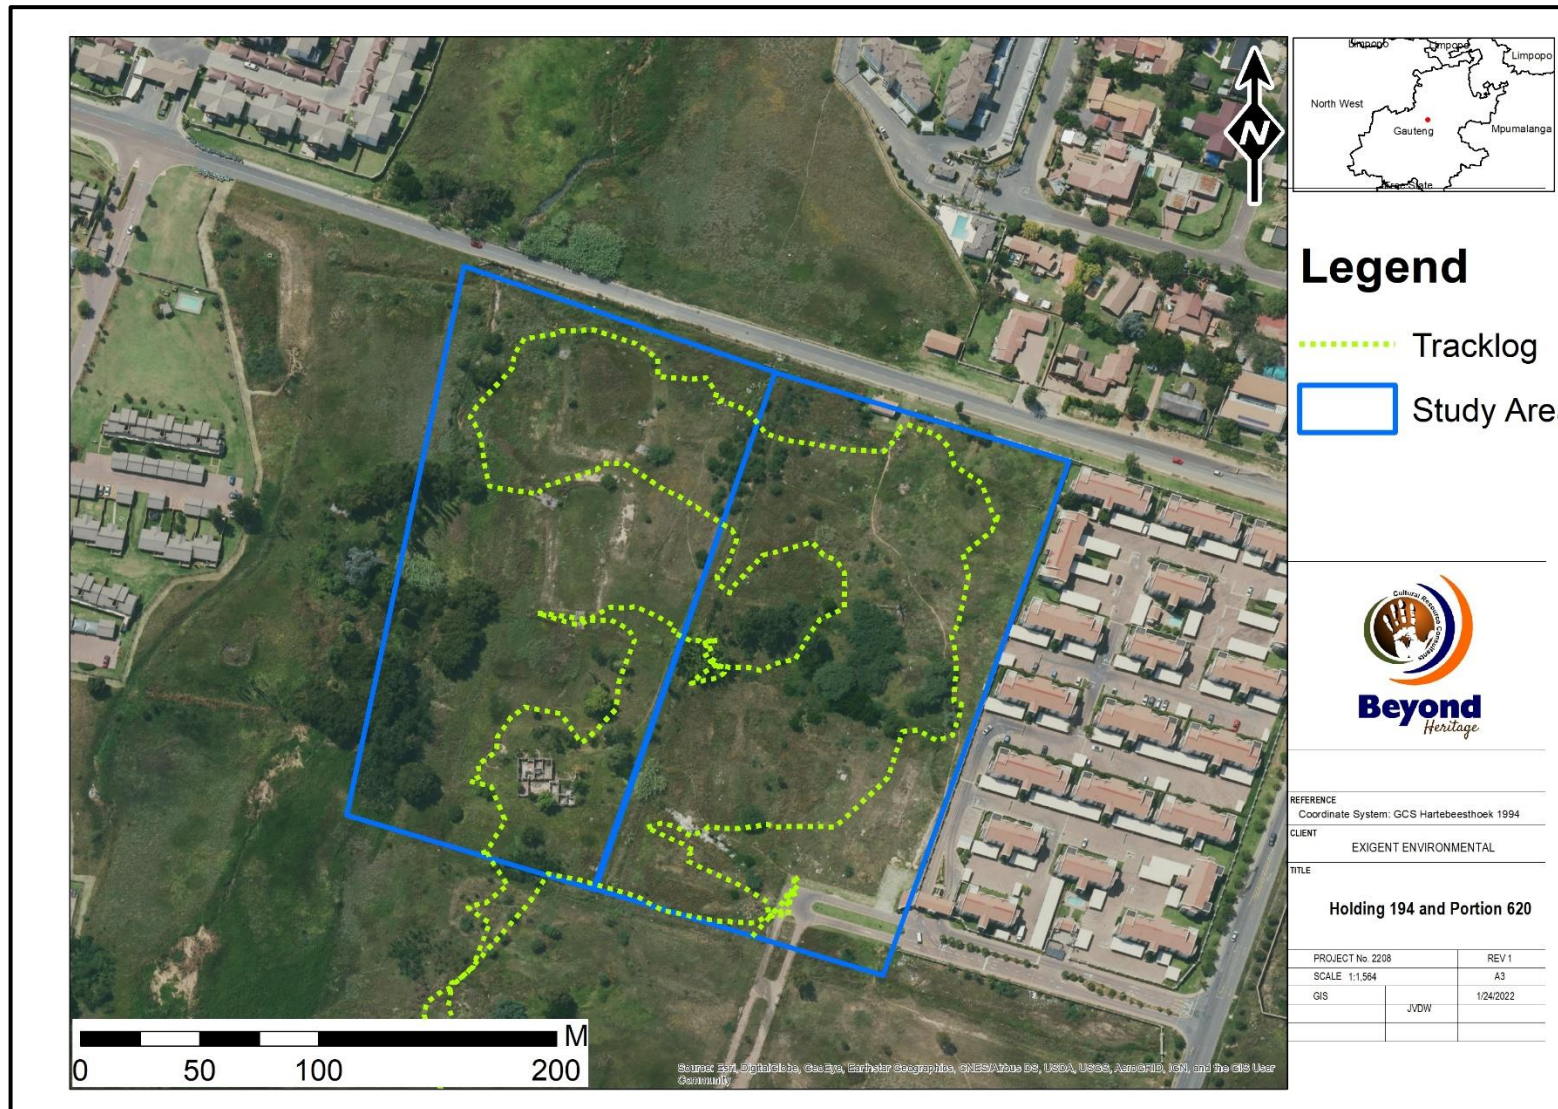 Limpopo
Limpopo
Limpopo
North West
Gauteng
Mpumalanga
Free State
N
Legend
Tracklog
Study Are
Cultural Resource Consultants
Beyond
Heritage
REFERENCE
Coordinate System: GCS Hartebeesthoek 1994
CLIENT
EXIGENT ENVIRONMENTAL
TITLE
Holding 194 and Portion 620
PROJECT No. 2208
REV 1
SCALE 1:1,564
A3
GIS
JVDW
1/24/2022
M
0 50 100 200
Source: Esri, DigitalGlobe, GeoEye, Earthstar Geographics, CNES/Airbus DS, USDA, USGS, AeroGRID, IGN, and the GIS User
Community